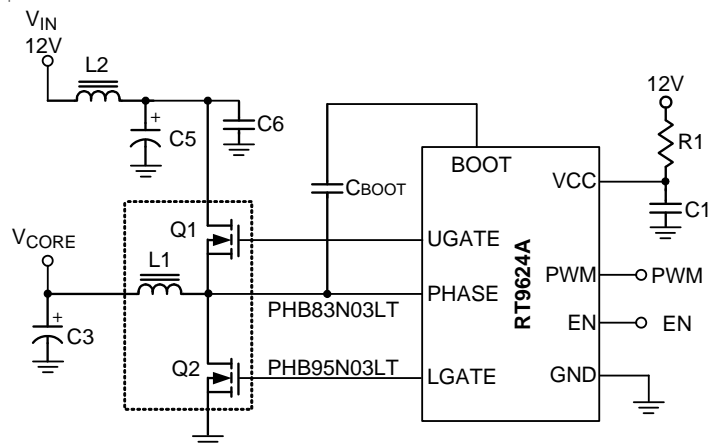 VIN
12V
L2
12V
R1
C5
C6
CBOOT
BOOT
VCC
C1
VCORE
Q1
UGATE
L1
RT9624A
PWM
PWM
PHB83N03LT
PHASE
EN
EN
C3
Q2
PHB95N03LT
LGATE
GND